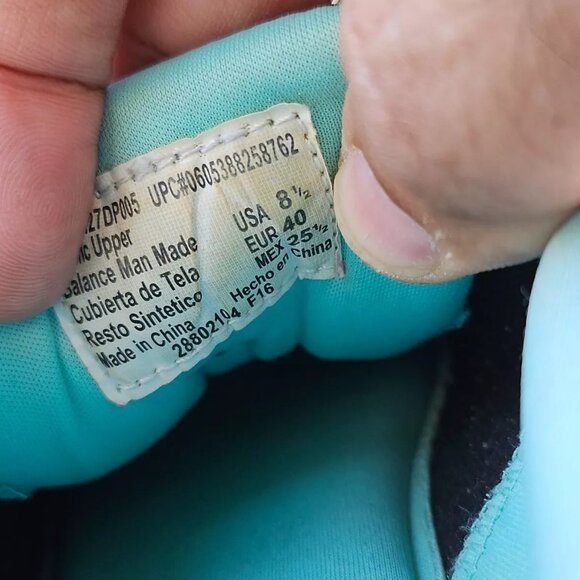 27DP005 UPC#0605388258762
Upper USA 8 1/2
Balance Man Made EUR 40
Cubierta de Tela MEX 25 1/2
Resto Sintetico Hecho en China
Made in China
28802104 F16